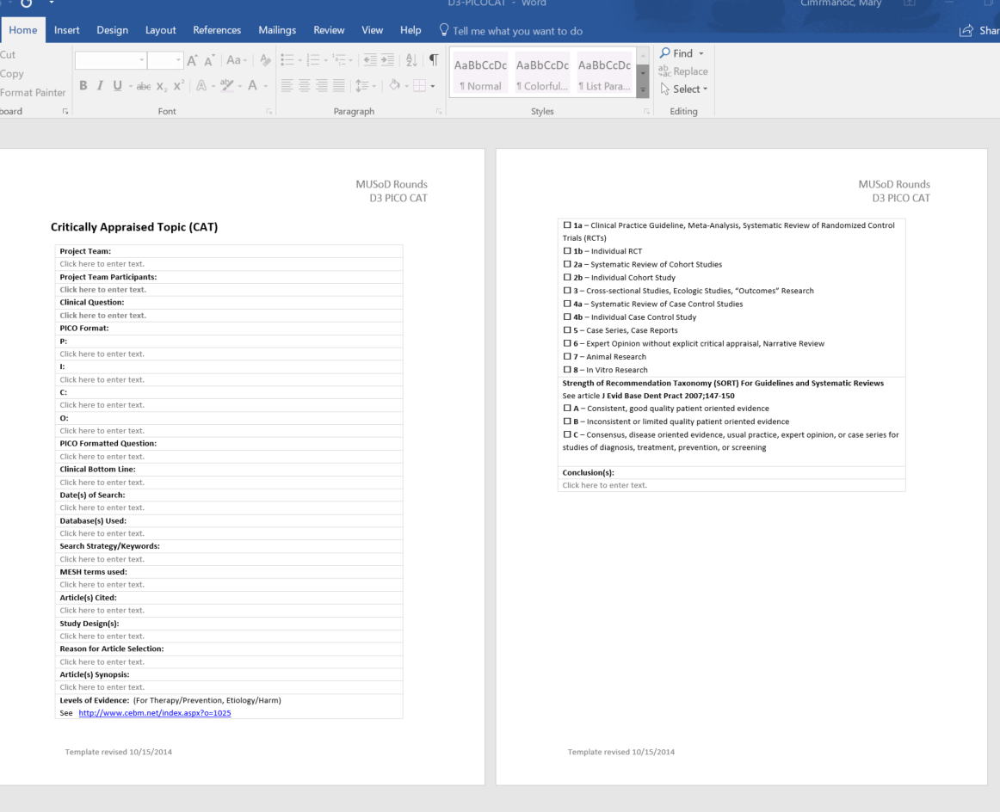 D3-PICOCAT - Word
Cimrmancic, Mary
Home Insert Design Layout References Mailings Review View Help Tell me what you want to do Shar
Cut
Copy
Format Painter
board
A A Aa
B I U abc X2 X2 A ab A
Font
Paragraph
AaBbCcDc AaBbCcDc AaBbCcDc
¶ Normal ¶ Colorful... ¶ List Para...
Styles
Find
Replace
Select
Editing
MUSoD Rounds
D3 PICO CAT
Critically Appraised Topic (CAT)
Project Team:
Click here to enter text.
Project Team Participants:
Click here to enter text.
Clinical Question:
Click here to enter text.
PICO Format:
P:
Click here to enter text.
I:
Click here to enter text.
C:
Click here to enter text.
O:
Click here to enter text.
PICO Formatted Question:
Click here to enter text.
Clinical Bottom Line:
Click here to enter text.
Date(s) of Search:
Click here to enter text.
Database(s) Used:
Click here to enter text.
Search Strategy/Keywords:
Click here to enter text.
MESH terms used:
Click here to enter text.
Article(s) Cited:
Click here to enter text.
Study Design(s):
Click here to enter text.
Reason for Article Selection:
Click here to enter text.
Article(s) Synopsis:
Click here to enter text.
Levels of Evidence: (For Therapy/Prevention, Etiology/Harm)
See http://www.cebm.net/index.aspx?o=1025
Template revised 10/15/2014
MUSoD Rounds
D3 PICO CAT
☐ 1a – Clinical Practice Guideline, Meta-Analysis, Systematic Review of Randomized Control
Trials (RCTs)
☐ 1b – Individual RCT
☐ 2a – Systematic Review of Cohort Studies
☐ 2b – Individual Cohort Study
☐ 3 – Cross-sectional Studies, Ecologic Studies, “Outcomes” Research
☐ 4a – Systematic Review of Case Control Studies
☐ 4b – Individual Case Control Study
☐ 5 – Case Series, Case Reports
☐ 6 – Expert Opinion without explicit critical appraisal, Narrative Review
☐ 7 – Animal Research
☐ 8 – In Vitro Research
Strength of Recommendation Taxonomy (SORT) For Guidelines and Systematic Reviews
See article J Evid Base Dent Pract 2007;147-150
☐ A – Consistent, good quality patient oriented evidence
☐ B – Inconsistent or limited quality patient oriented evidence
☐ C – Consensus, disease oriented evidence, usual practice, expert opinion, or case series for
studies of diagnosis, treatment, prevention, or screening
Conclusion(s):
Click here to enter text.
Template revised 10/15/2014